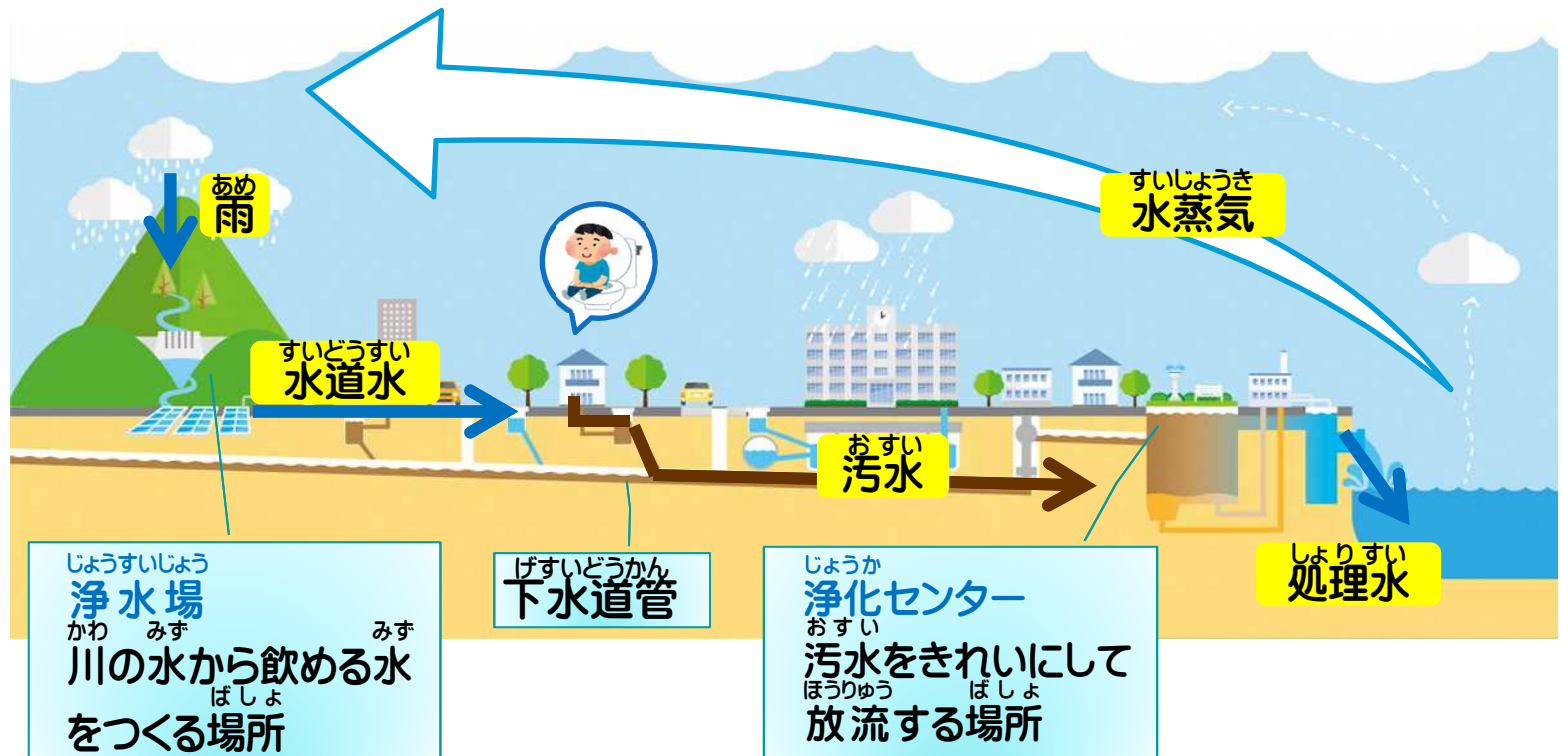 あめ
雨
すいじょうき
水蒸気
すいどうすい
水道水
おすい
汚水
しょりすい
処理水
じょうすいじょう
浄水場
かわ みず みず
川の水から飲める水
ばしょ
をつくる場所
げすいどうかん
下水道管
じょうか
浄化センター
おすい
汚水をきれいにして
ほうりゅう ばしょ
放流する場所